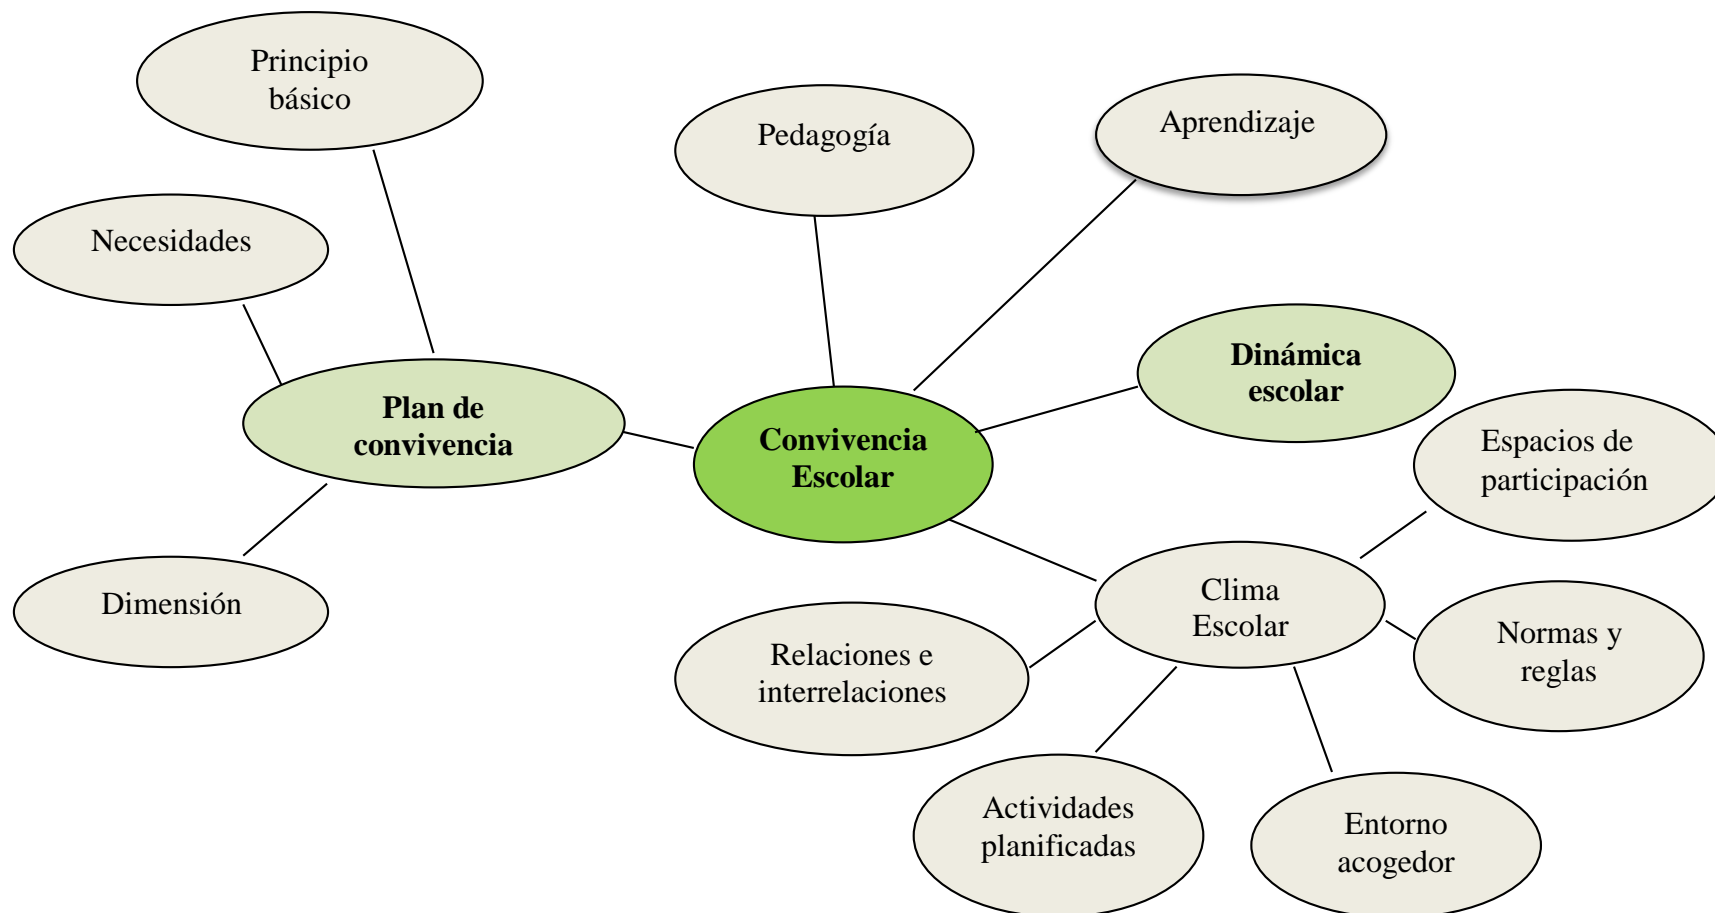 Principio
básico
Pedagogía
Aprendizaje
Necesidades
Dinámica
escolar
Plan de
convivencia
Convivencia
Escolar
Espacios de
participación
Dimensión
Clima
Escolar
Normas y
reglas
Relaciones e
interrelaciones
Actividades
planificadas
Entorno
acogedor